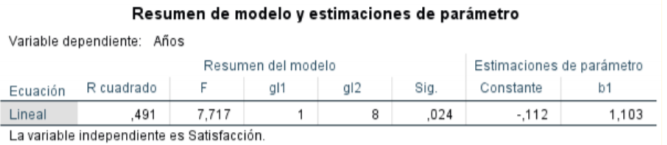 Resumen de modelo y estimaciones de parámetro
Variable dependiente: Años
Resumen del modelo Estimaciones de parámetro
Ecuación R cuadrado F gl1 gl2 Sig. Constante b1
Lineal ,491 7,717 1 8 ,024 -,112 1,103
La variable independiente es Satisfacción.